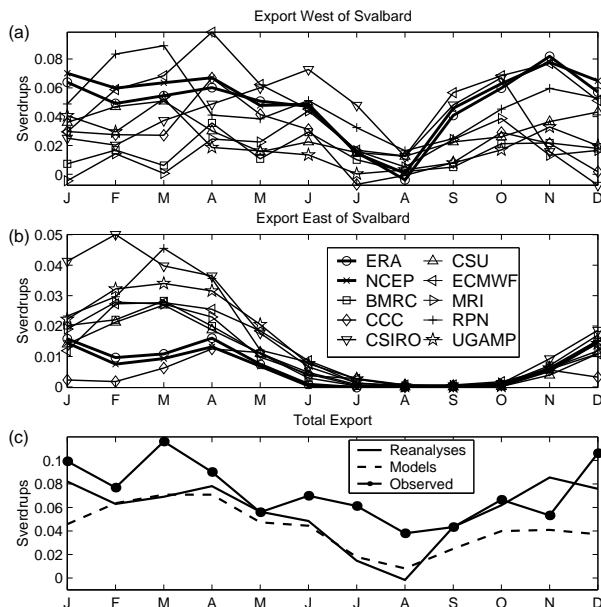 Export West of Svalbard
(a)
Sverdrups
0.08
0.06
0.04
0.02
0
J F M A M J J A S O N D
Export East of Svalbard
(b)
Sverdrups
0.05
0.04
0.03
0.02
0.01
0
ERA CSU
NCEP ECMWF
BMRC MRI
CCC RPN
CSIRO UGAMP
J F M A M J J A S O N D
Total Export
(c)
Sverdrups
0.1
0.08
0.06
0.04
0.02
0
Reanalyses
Models
Observed
J F M A M J J A S O N D